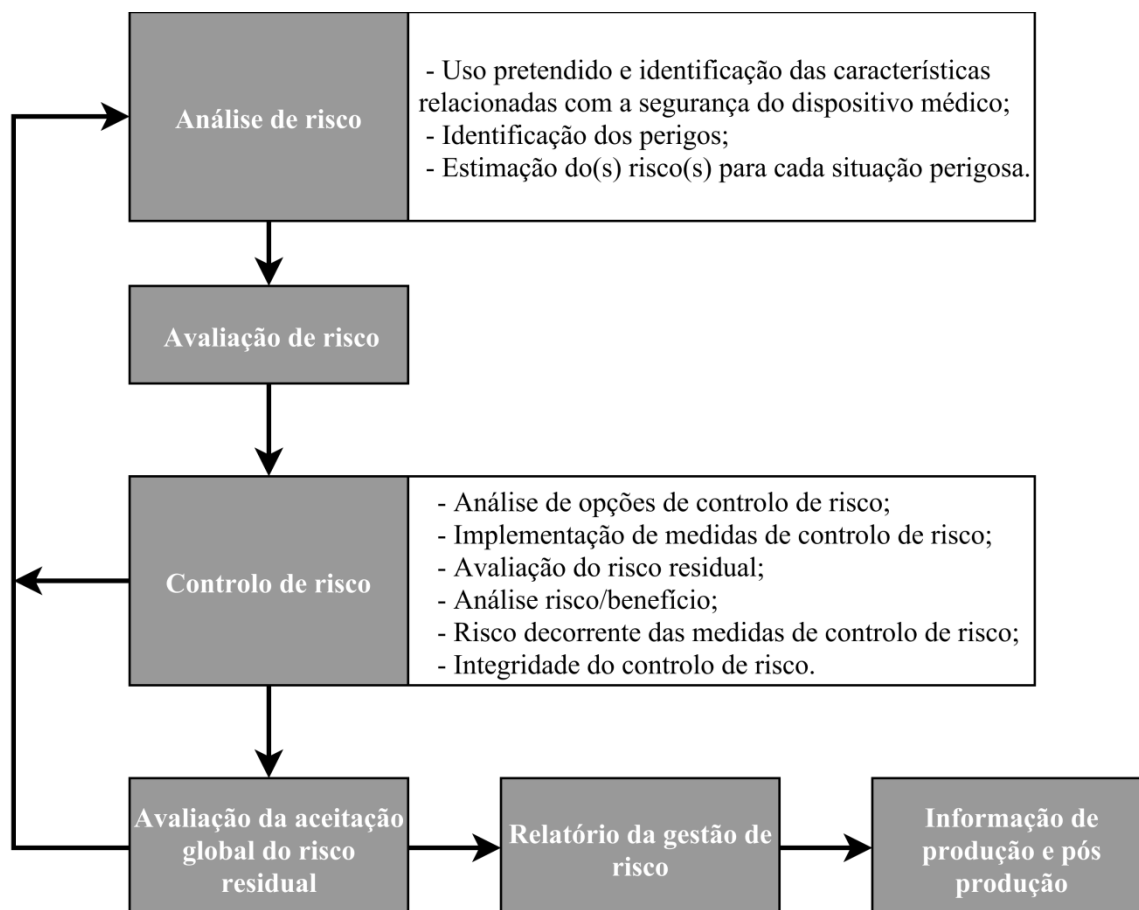 Análise de risco
- Uso pretendido e identificação das características
relacionadas com a segurança do dispositivo médico;
- Identificação dos perigos;
- Estimação do(s) risco(s) para cada situação perigosa.
Avaliação de risco
Controlo de risco
- Análise de opções de controlo de risco;
- Implementação de medidas de controlo de risco;
- Avaliação do risco residual;
- Análise risco/benefício;
- Risco decorrente das medidas de controlo de risco;
- Integridade do controlo de risco.
Avaliação da aceitação
global do risco
residual
Relatório da gestão de
risco
Informação de
produção e pós
produção